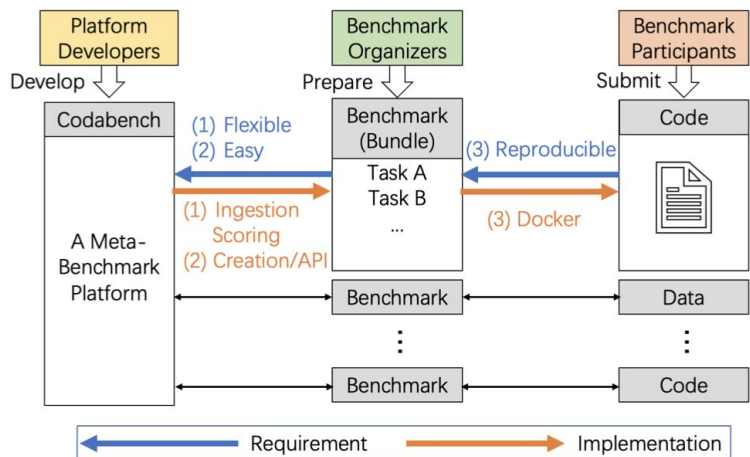 Platform
Developers
Benchmark
Organizers
Benchmark
Participants
Develop
Prepare
Submit
Codabench
A Meta-
Benchmark
Platform
(1) Flexible
(2) Easy
(1) Ingestion
Scoring
(2) Creation/API
Benchmark
(Bundle)
Task A
Task B
...
(3) Reproducible
(3) Docker
Code
Benchmark
Data
Benchmark
Code
Requirement
Implementation